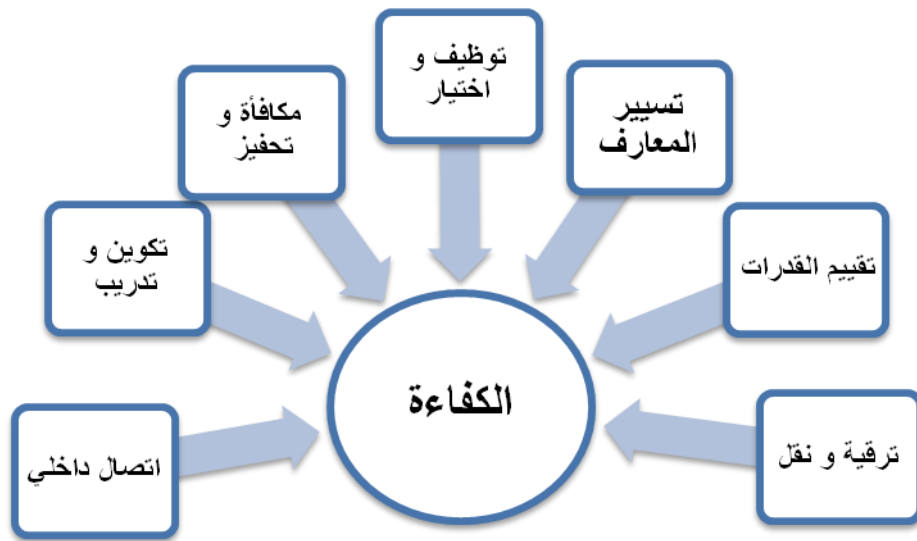 توظيف و
اختيار
تسيير
المعارف
مكافأة و
تحفيز
تقييم القدرات
تكوين و
تدريب
الكفاءة
ترقية و نقل
اتصال داخلي